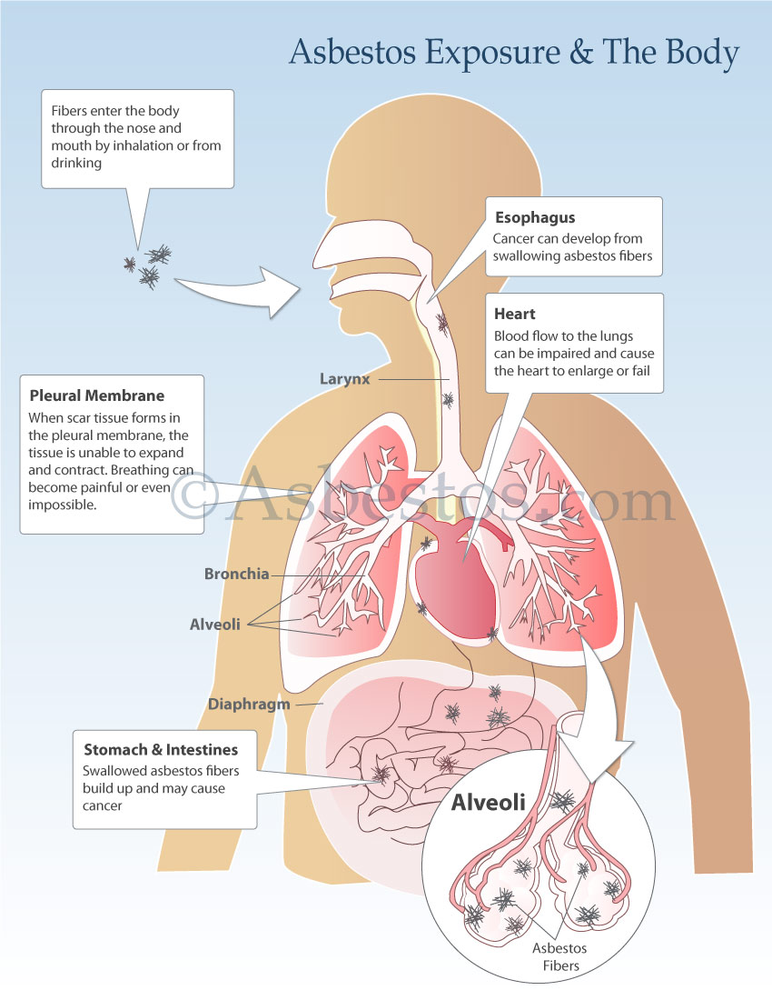 Asbestos Exposure & The Body
Fibers enter the body
through the nose and
mouth by inhalation or from
drinking
Esophagus
Cancer can develop from
swallowing asbestos fibers
Heart
Blood flow to the lungs
can be impaired and cause
the heart to enlarge or fail
Larynx
Pleural Membrane
When scar tissue forms in
the pleural membrane, the
tissue is unable to expand
and contract. Breathing can
become painful or even
impossible.
©Asbestos.com
Bronchia
Alveoli
Diaphragm
Stomach & Intestines
Swallowed asbestos fibers
build up and may cause
cancer
Alveoli
Asbestos
Fibers